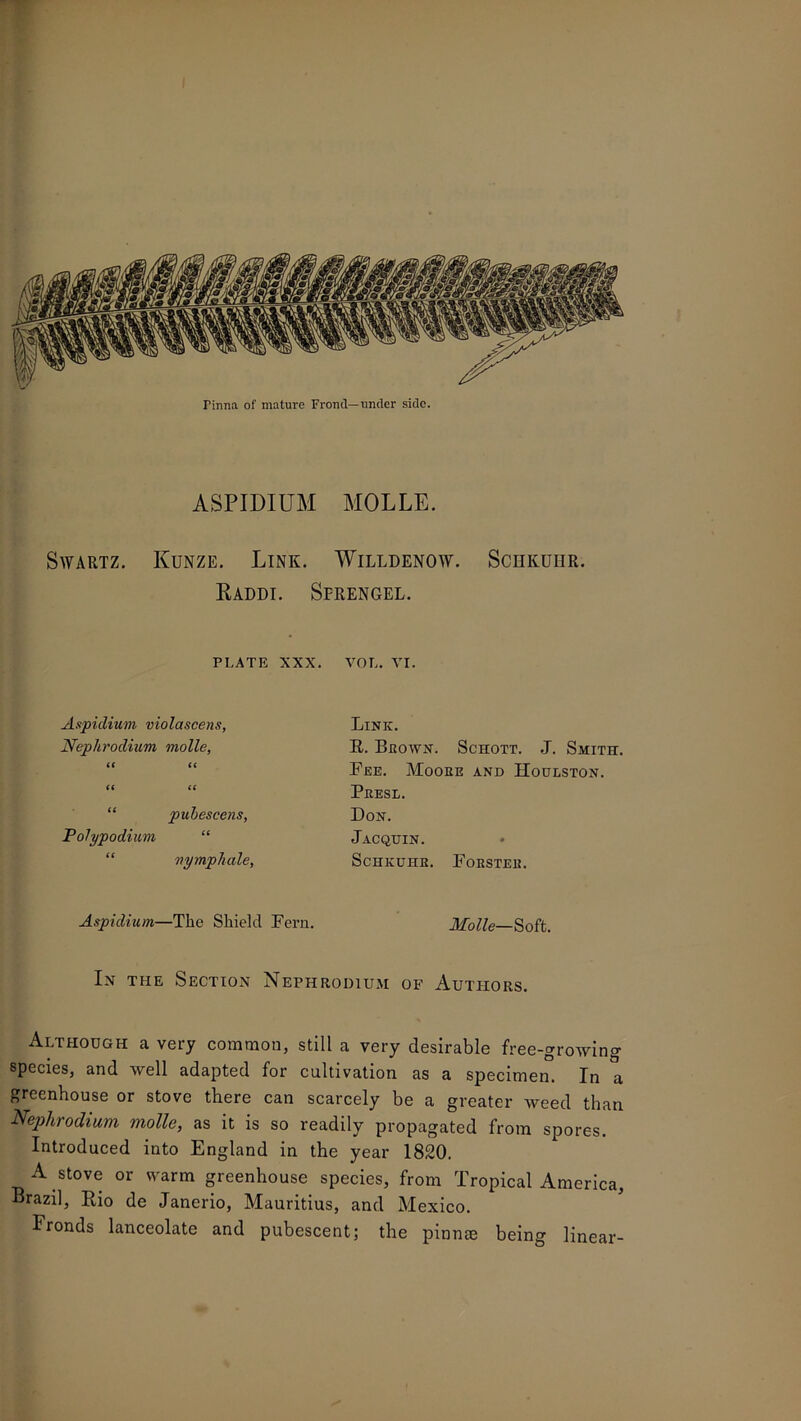 Pinna of mature Frond—under side.
ASPIDIUM MOLLE.
Swartz. Kunze. Link. Willdenow. Schkuhr.
Raddi. Sprengel.
PLATE XXX. VOL. VI.
Aspidium violascens, Link.
Nephrodium molle, R. Brown. Schott. J. Smith.
“ “ Fee. Moore and Houlston.
“ “ Presl.
“ pubescens, Don.
Polypodium “ Jacquin.
“ nymphale, Schkuhr. Forster.
Aspidium—The Shield Fern. Molle—Soft.
In the Section Nephrodium of Authors.
Although a very common, still a very desirable free-growing
species, and well adapted for cultivation as a specimen. In a
greenhouse or stove there can scarcely be a greater weed than
Nephrodium molle, as it is so readily propagated from spores.
Introduced into England in the year 1820.
A stove or warm greenhouse species, from Tropical America,
Brazil, Rio de Janerio, Mauritius, and Mexico.
Fronds lanceolate and pubescent; the pinnæ being linear-